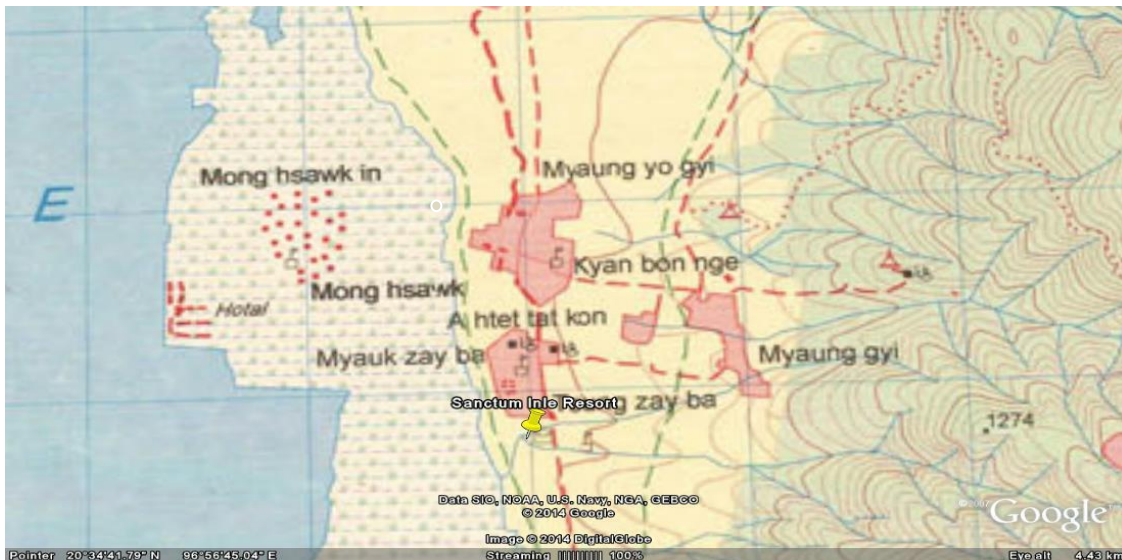 Mong hsawk in
Myaung yo gyi
E
Kyan bon nge
Mong hsawk
Hotal
A htet tat kon
Myauk zay ba
Myaung gyi
Sanctum Inle Resort
zay ba
1274
Data SIO, NOAA, U.S. Navy, NGA, GEBCO
© 2014 Google
Image © 2014 DigitalGlobe
Google
Pointer 20°34'41.79" N 96°56'45.04" E Streaming |||||||||| 100% Eye alt 4.43 km